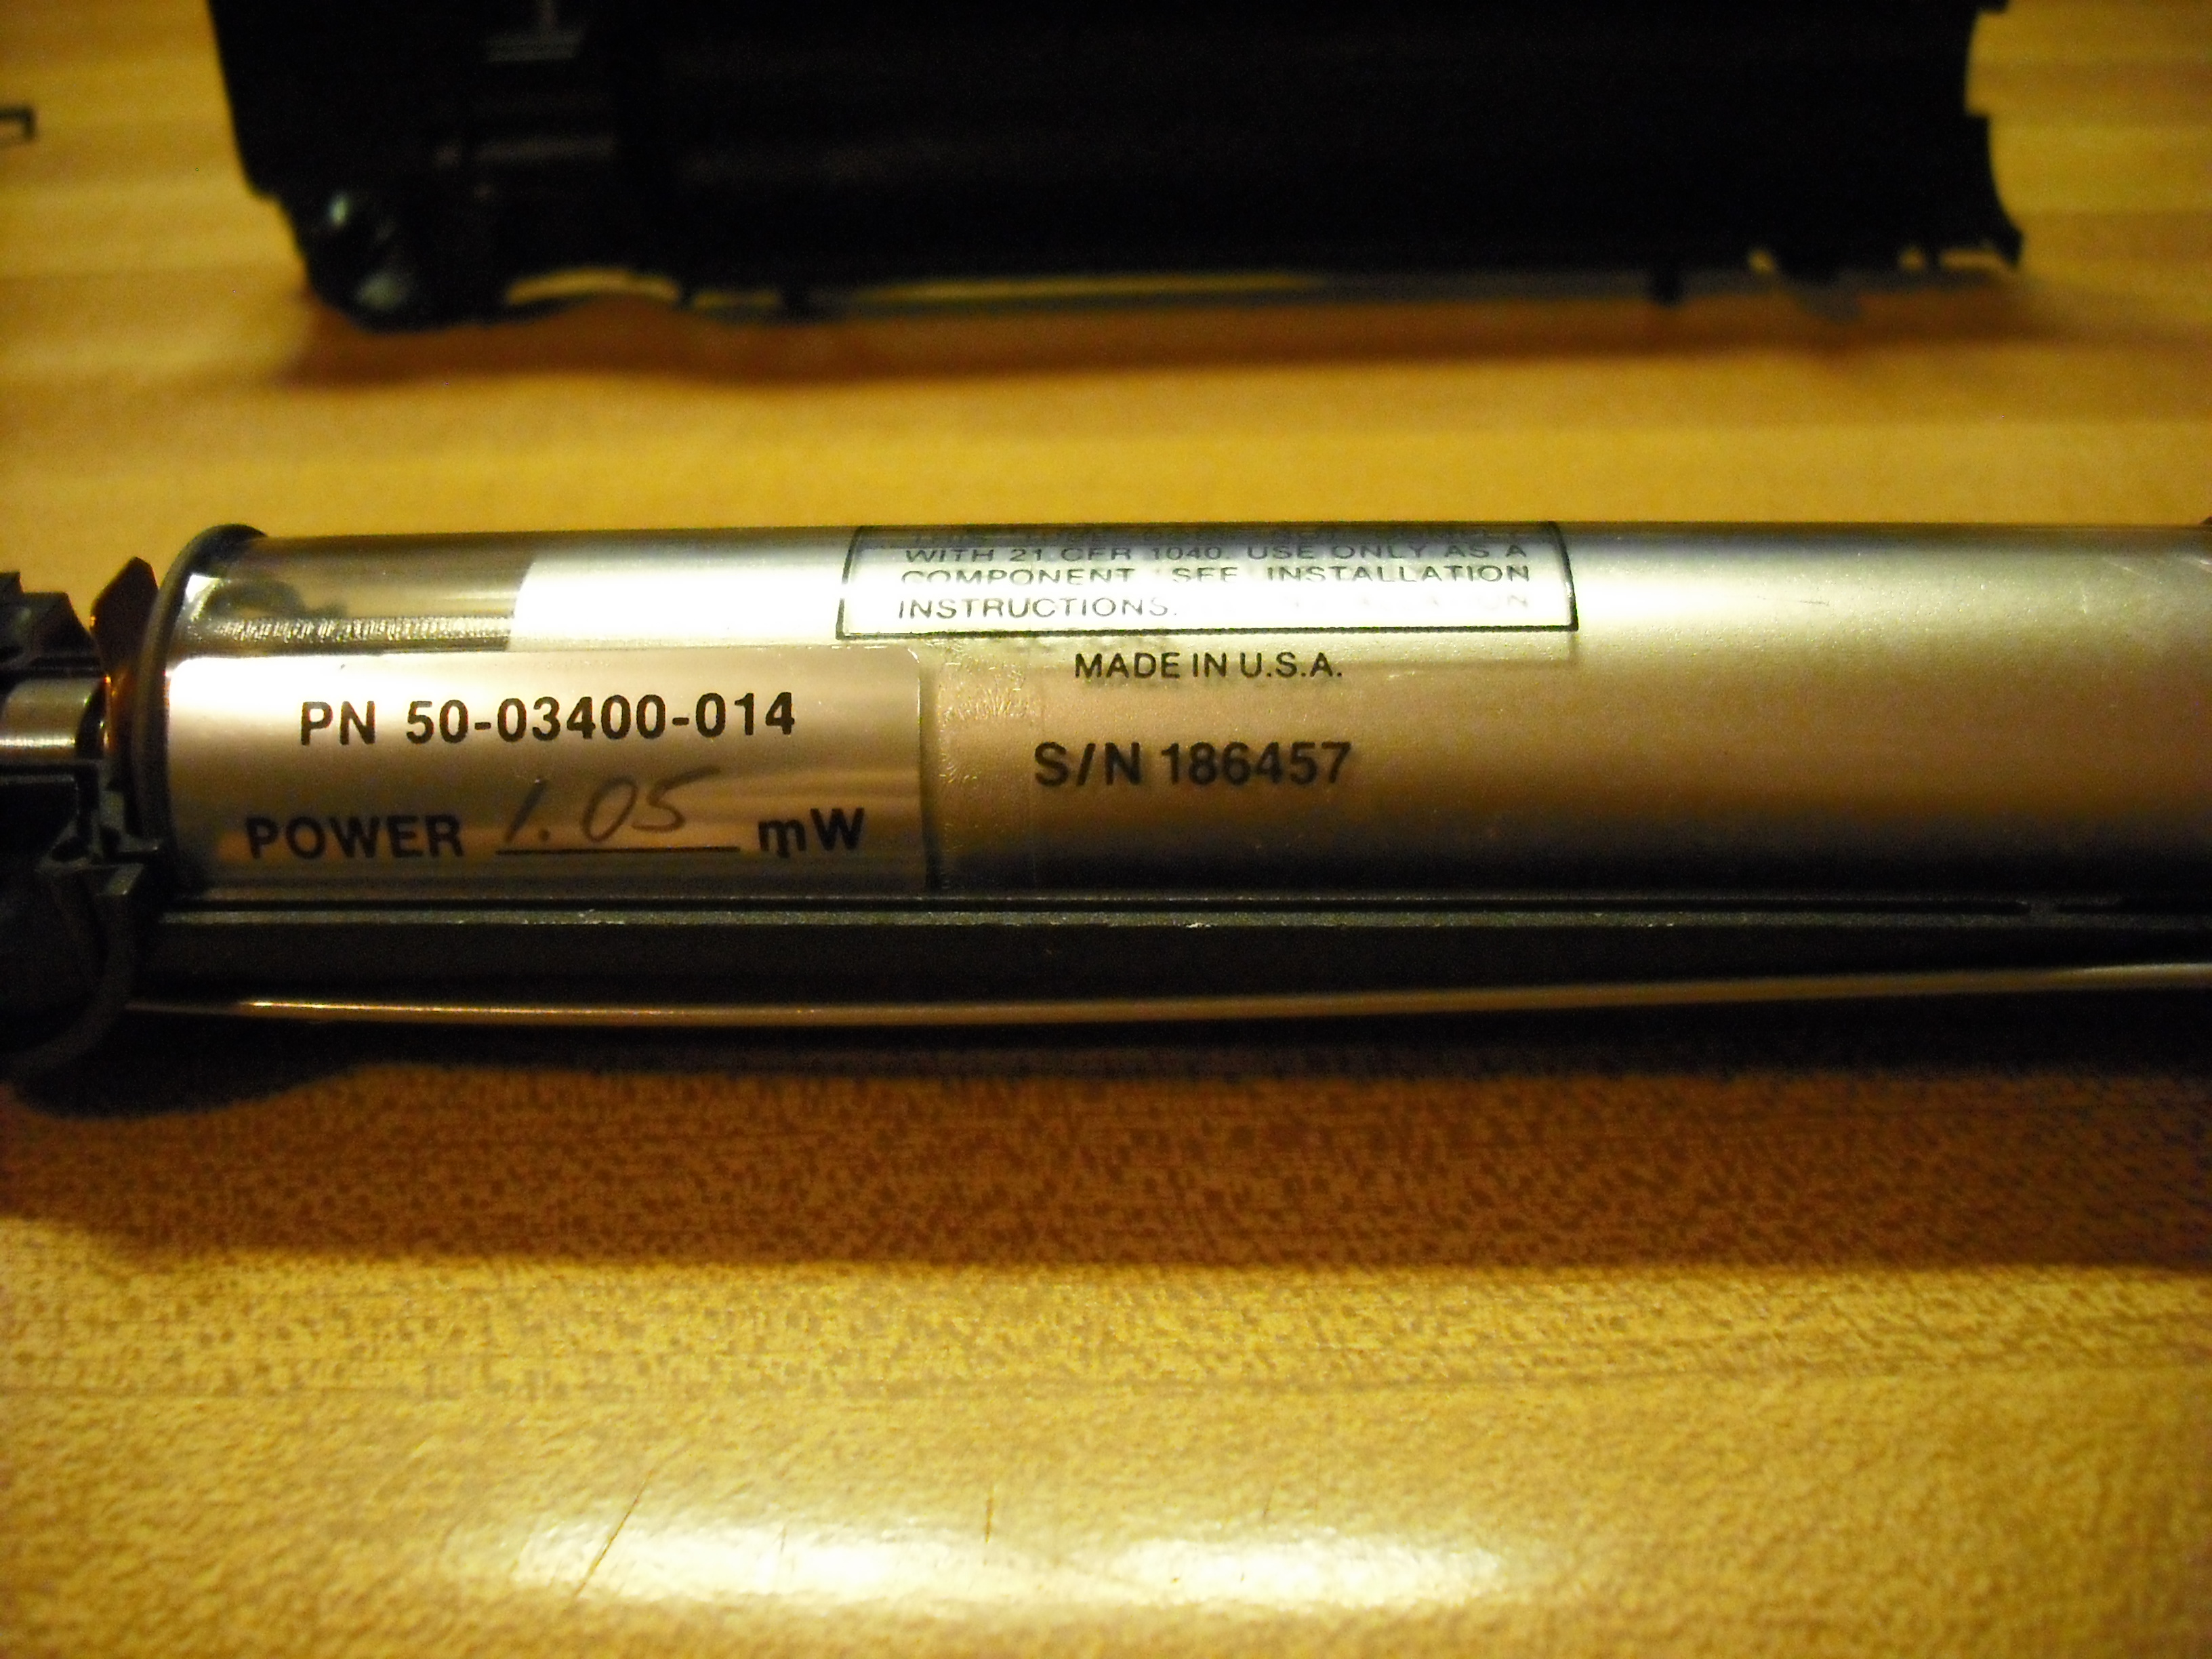 WITH 21 CFR 1040. USE ONLY AS A
COMPONENT SEE INSTALLATION
INSTRUCTIONS.
MADE IN U.S.A.
S/N 186457
PN 50-03400-014
POWER 1.05 mW